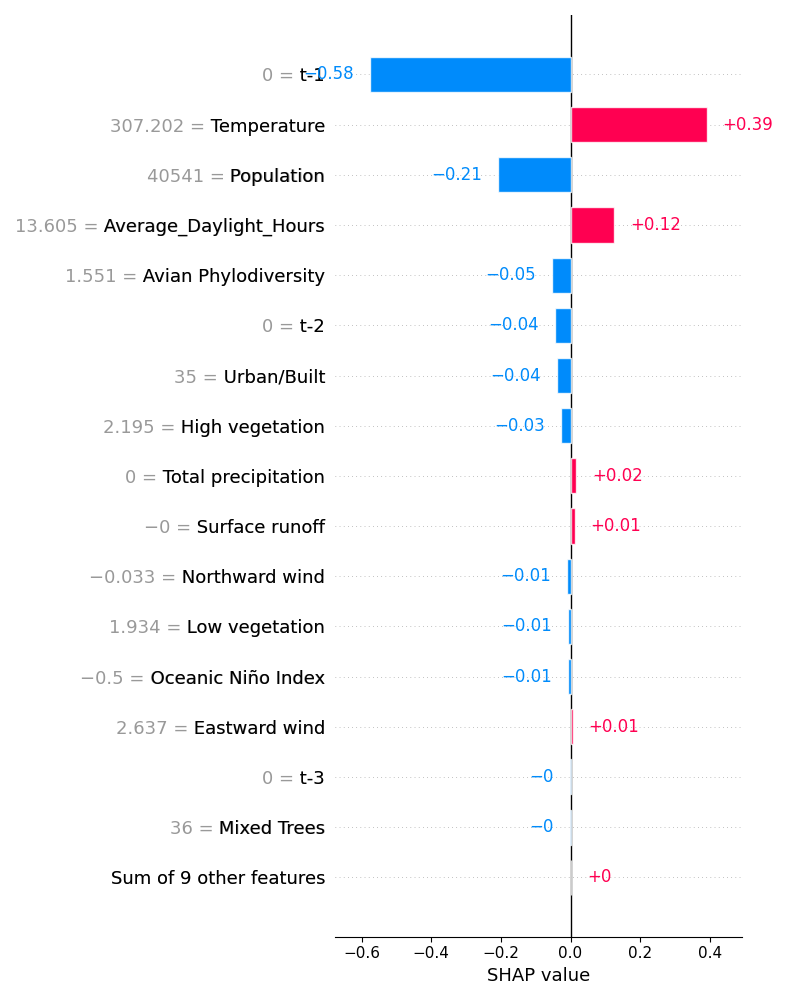 0 = t-1 −0.58
307.202 = Temperature +0.39
40541 = Population −0.21
13.605 = Average_Daylight_Hours +0.12
1.551 = Avian Phylodiversity −0.05
0 = t-2 −0.04
35 = Urban/Built −0.04
2.195 = High vegetation −0.03
0 = Total precipitation +0.02
−0 = Surface runoff +0.01
−0.033 = Northward wind −0.01
1.934 = Low vegetation −0.01
−0.5 = Oceanic Niño Index −0.01
2.637 = Eastward wind +0.01
0 = t-3 −0
36 = Mixed Trees −0
Sum of 9 other features +0
−0.6 −0.4 −0.2 0.0 0.2 0.4
SHAP value